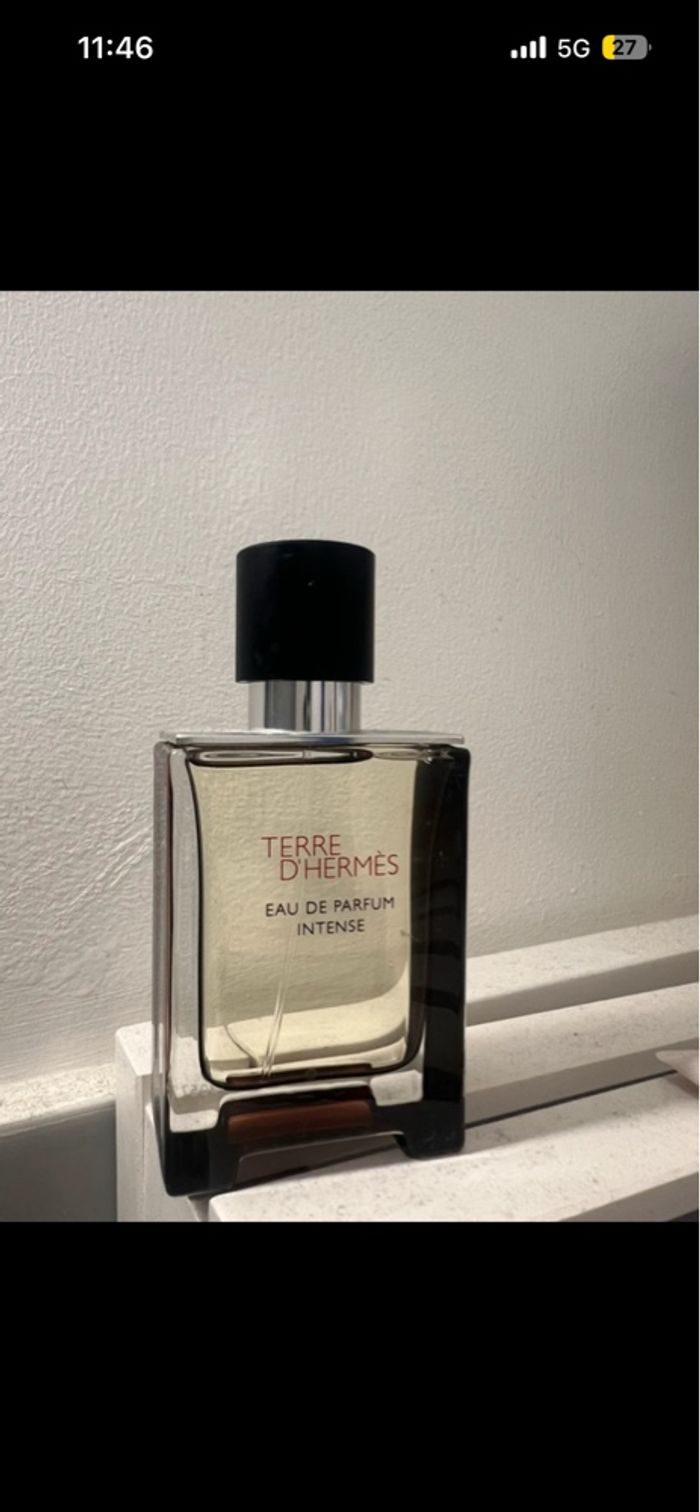 11:46 5G 27
TERRE
D'HERMÈS
EAU DE PARFUM
INTENSE